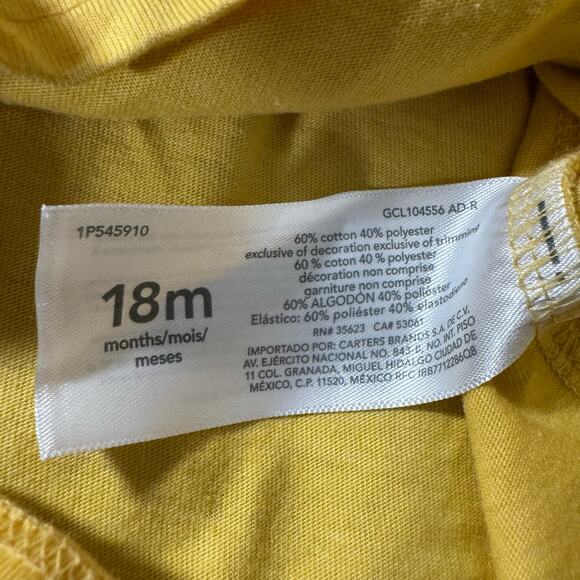 1P545910
GCL104556 AD-R
18m
months/mois/
meses
60% cotton 40% polyester
exclusive of decoration exclusive of trimming
60 % coton 40% polyester
décoration non comprise
garniture non comprise
60% ALGODÓN 40% poliéster
Elástico: 60% poliéster 40% elastodieno
RN# 35623 CA# 53061
IMPORTADO POR: CARTERS BRANDS S.A. DE C.V.
AV. EJÉRCITO NACIONAL NO. 843-B, NO. INT. PISO
11 COL. GRANADA, MIGUEL HIDALGO CIUDAD DE
MÉXICO, C.P. 11520, MÉXICO RFC